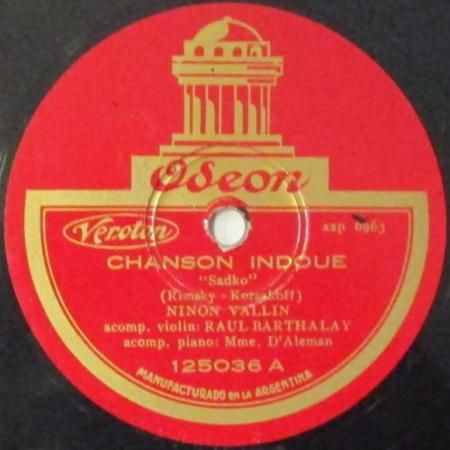 Odeon
Veroton
xxp 6963
CHANSON INDOUE
"Sadko"
(Rimsky - Korsakoff)
NINON VALLIN
acomp. violin: RAUL BARTHALAY
acomp. piano: Mme. D'Aleman
125036 A
MANUFACTURADO EN LA ARGENTINA